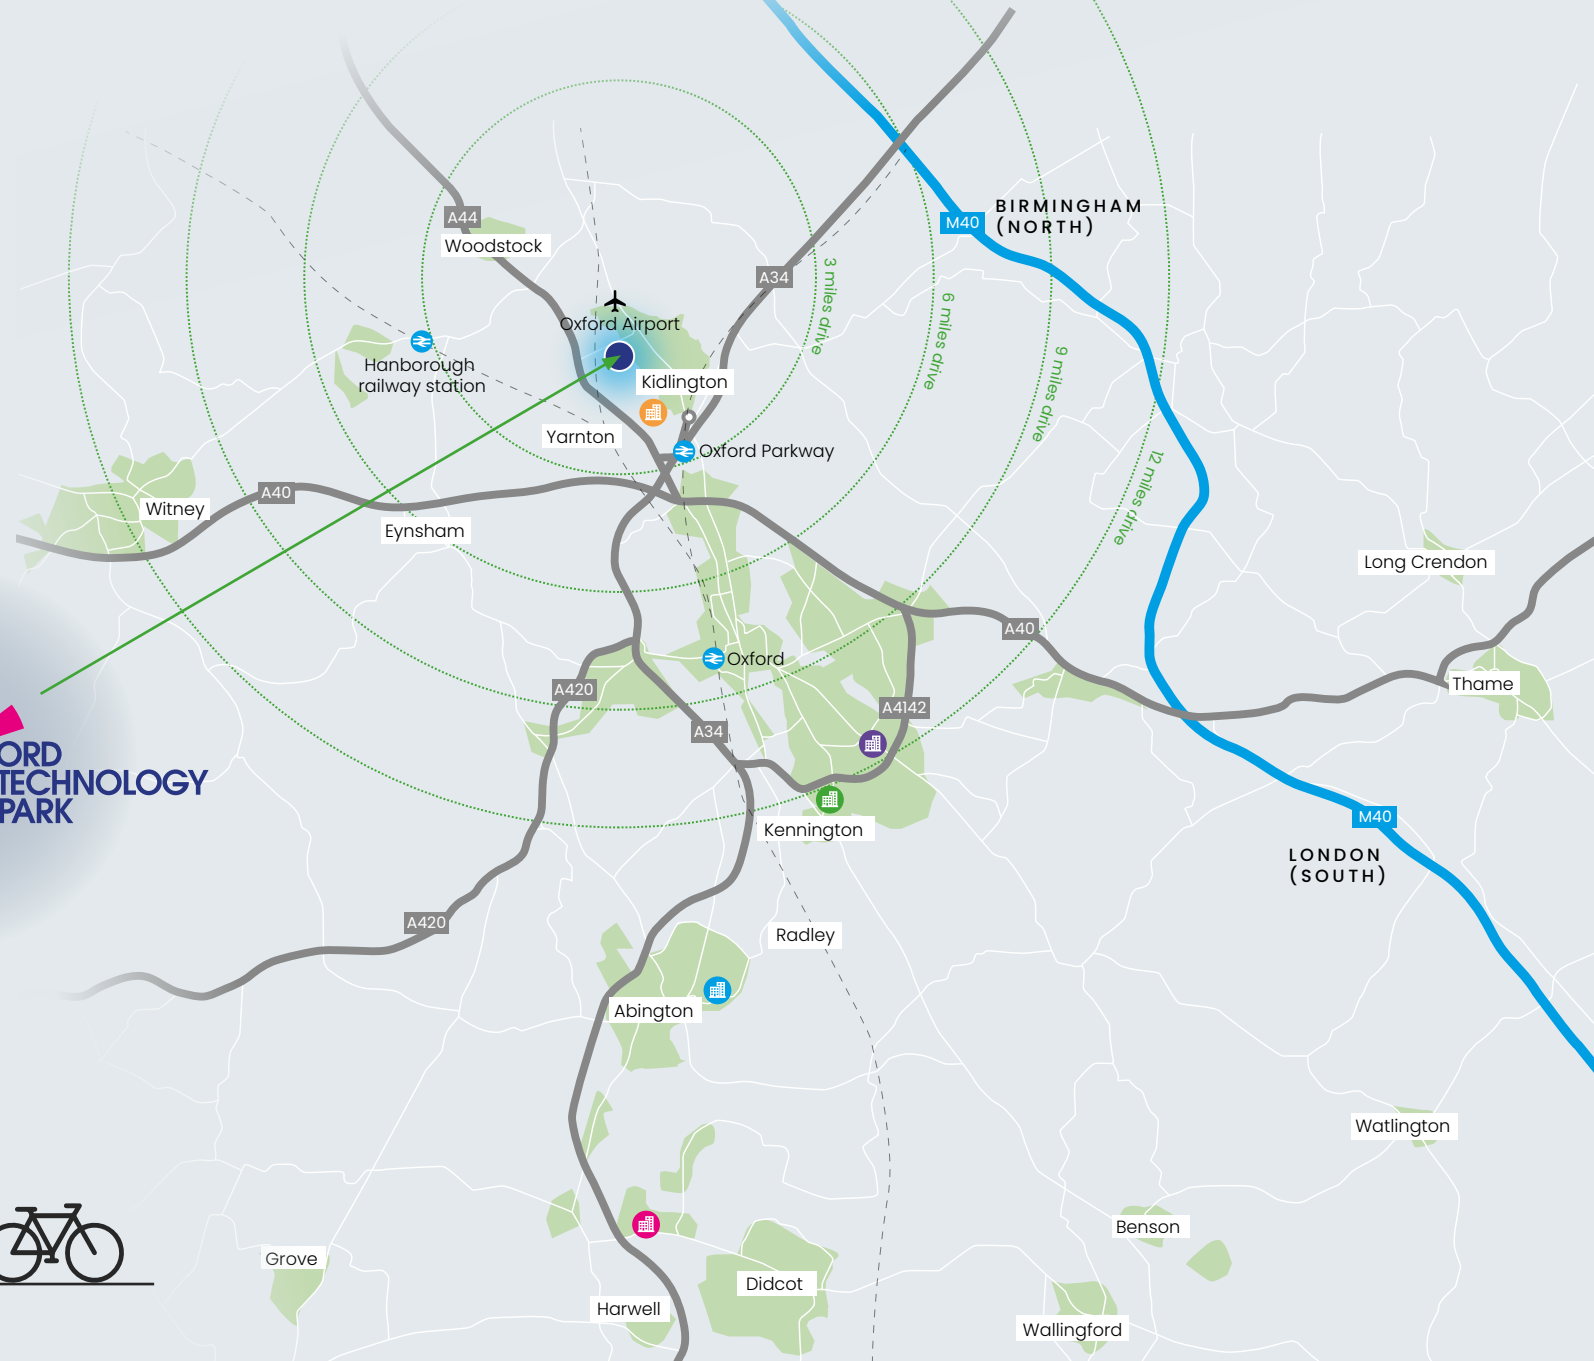 BIRMINGHAM
(NORTH)
M40
A44
Woodstock
A34
3 miles drive
6 miles drive
9 miles drive
12 miles drive
Oxford Airport
Hanborough
railway station
Kidlington
Yarnton
Oxford Parkway
A40
Witney
Eynsham
Long Crendon
A40
Oxford
A420
Thame
A4142
A34
ORD
TECHNOLOGY
PARK
M40
Kennington
LONDON
(SOUTH)
A420
Radley
Abington
Watlington
Benson
Grove
Didcot
Harwell
Wallingford